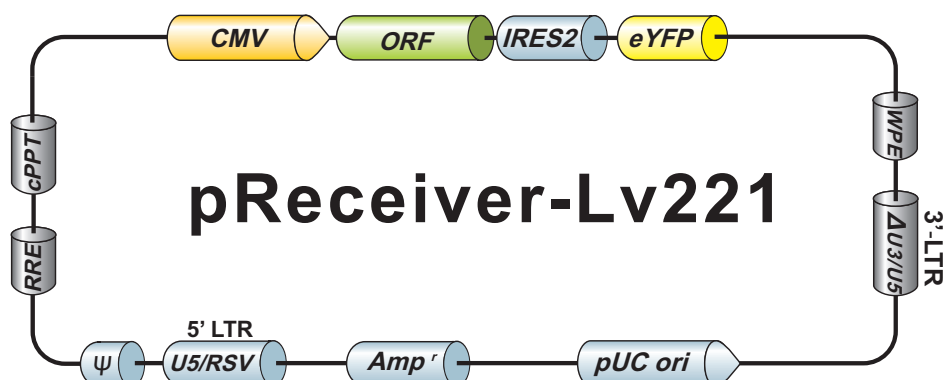 CMV ORF IRES2 eYFP
cPPT
WPE
pReceiver-Lv221
RRE
ΔU3/U5
3'-LTR
5' LTR
Ψ U5/RSV Amp r pUC ori